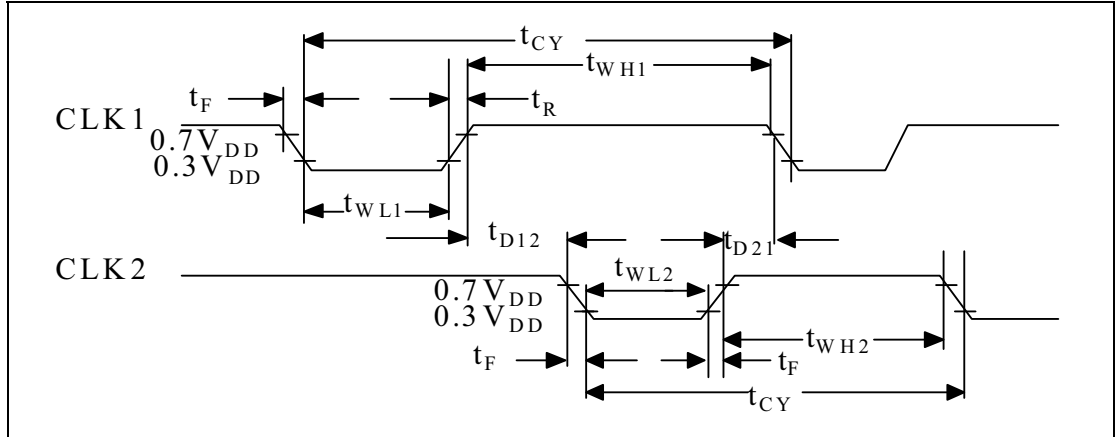 tCY
tWH1
tF
tR
CLK1
0.7VDD
0.3VDD
tWL1
tD12
tD21
CLK2
tWL2
0.7VDD
0.3VDD
tWH2
tF
tF
tCY